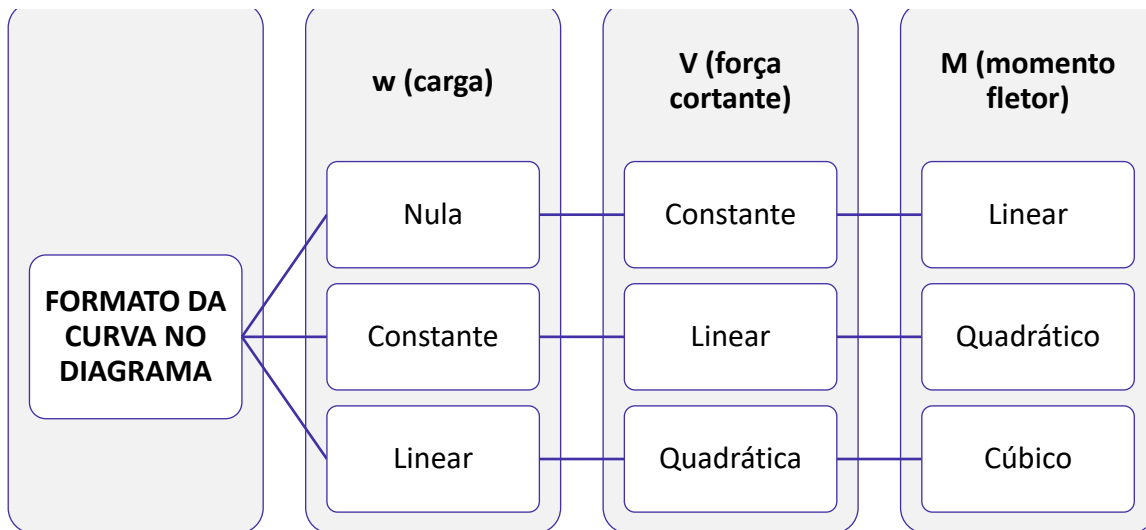 w (carga)
V (força
cortante)
M (momento
fletor)
FORMATO DA
CURVA NO
DIAGRAMA
Nula
Constante
Linear
Constante
Linear
Quadrático
Linear
Quadrática
Cúbico